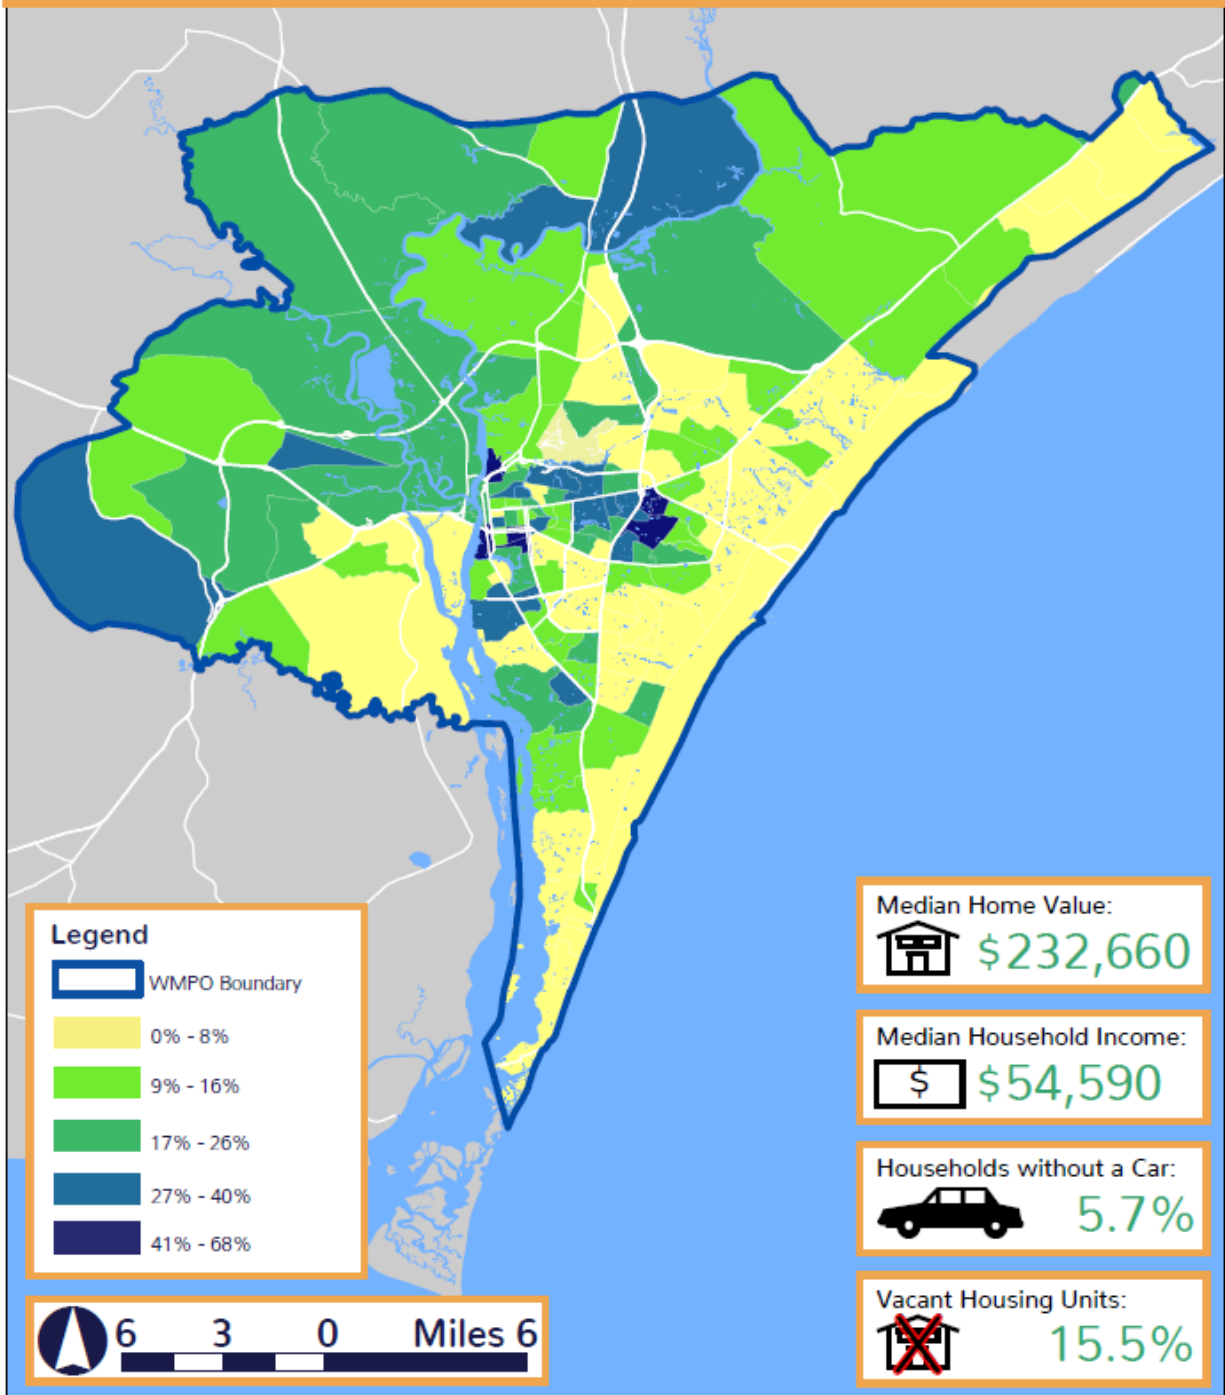 Legend
WMPO Boundary
0% - 8%
9% - 16%
17% - 26%
27% - 40%
41% - 68%
6 3 0 Miles 6
Median Home Value:
$232,660
Median Household Income:
$ $54,590
Households without a Car:
5.7%
Vacant Housing Units:
15.5%